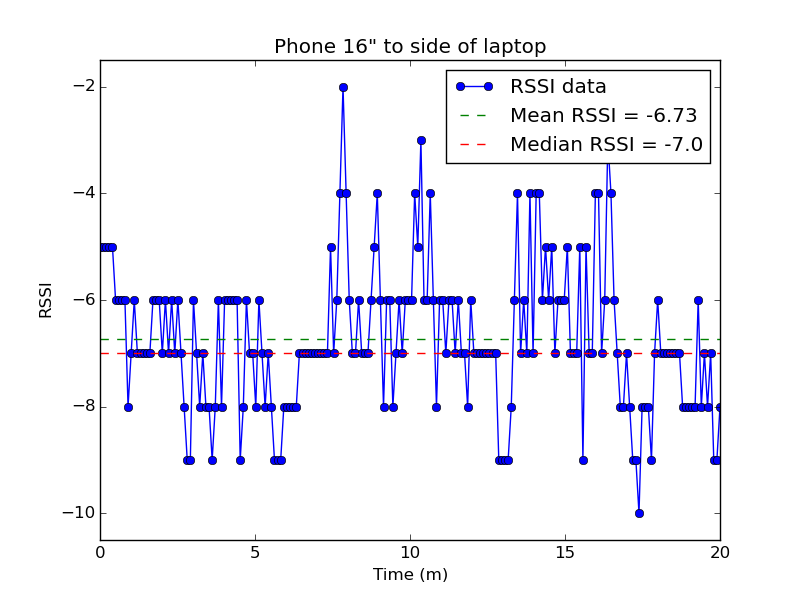 Phone 16" to side of laptop
RSSI data
Mean RSSI = -6.73
Median RSSI = -7.0
−2
−4
−6
−8
−10
RSSI
0 5 10 15 20
Time (m)